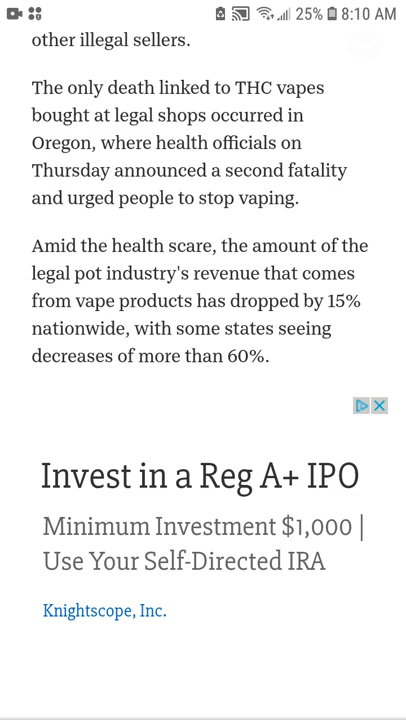 25% 8:10 AM
other illegal sellers.
The only death linked to THC vapes
bought at legal shops occurred in
Oregon, where health officials on
Thursday announced a second fatality
and urged people to stop vaping.
Amid the health scare, the amount of the
legal pot industry's revenue that comes
from vape products has dropped by 15%
nationwide, with some states seeing
decreases of more than 60%.
Invest in a Reg A+ IPO
Minimum Investment $1,000 |
Use Your Self-Directed IRA
Knightscope, Inc.